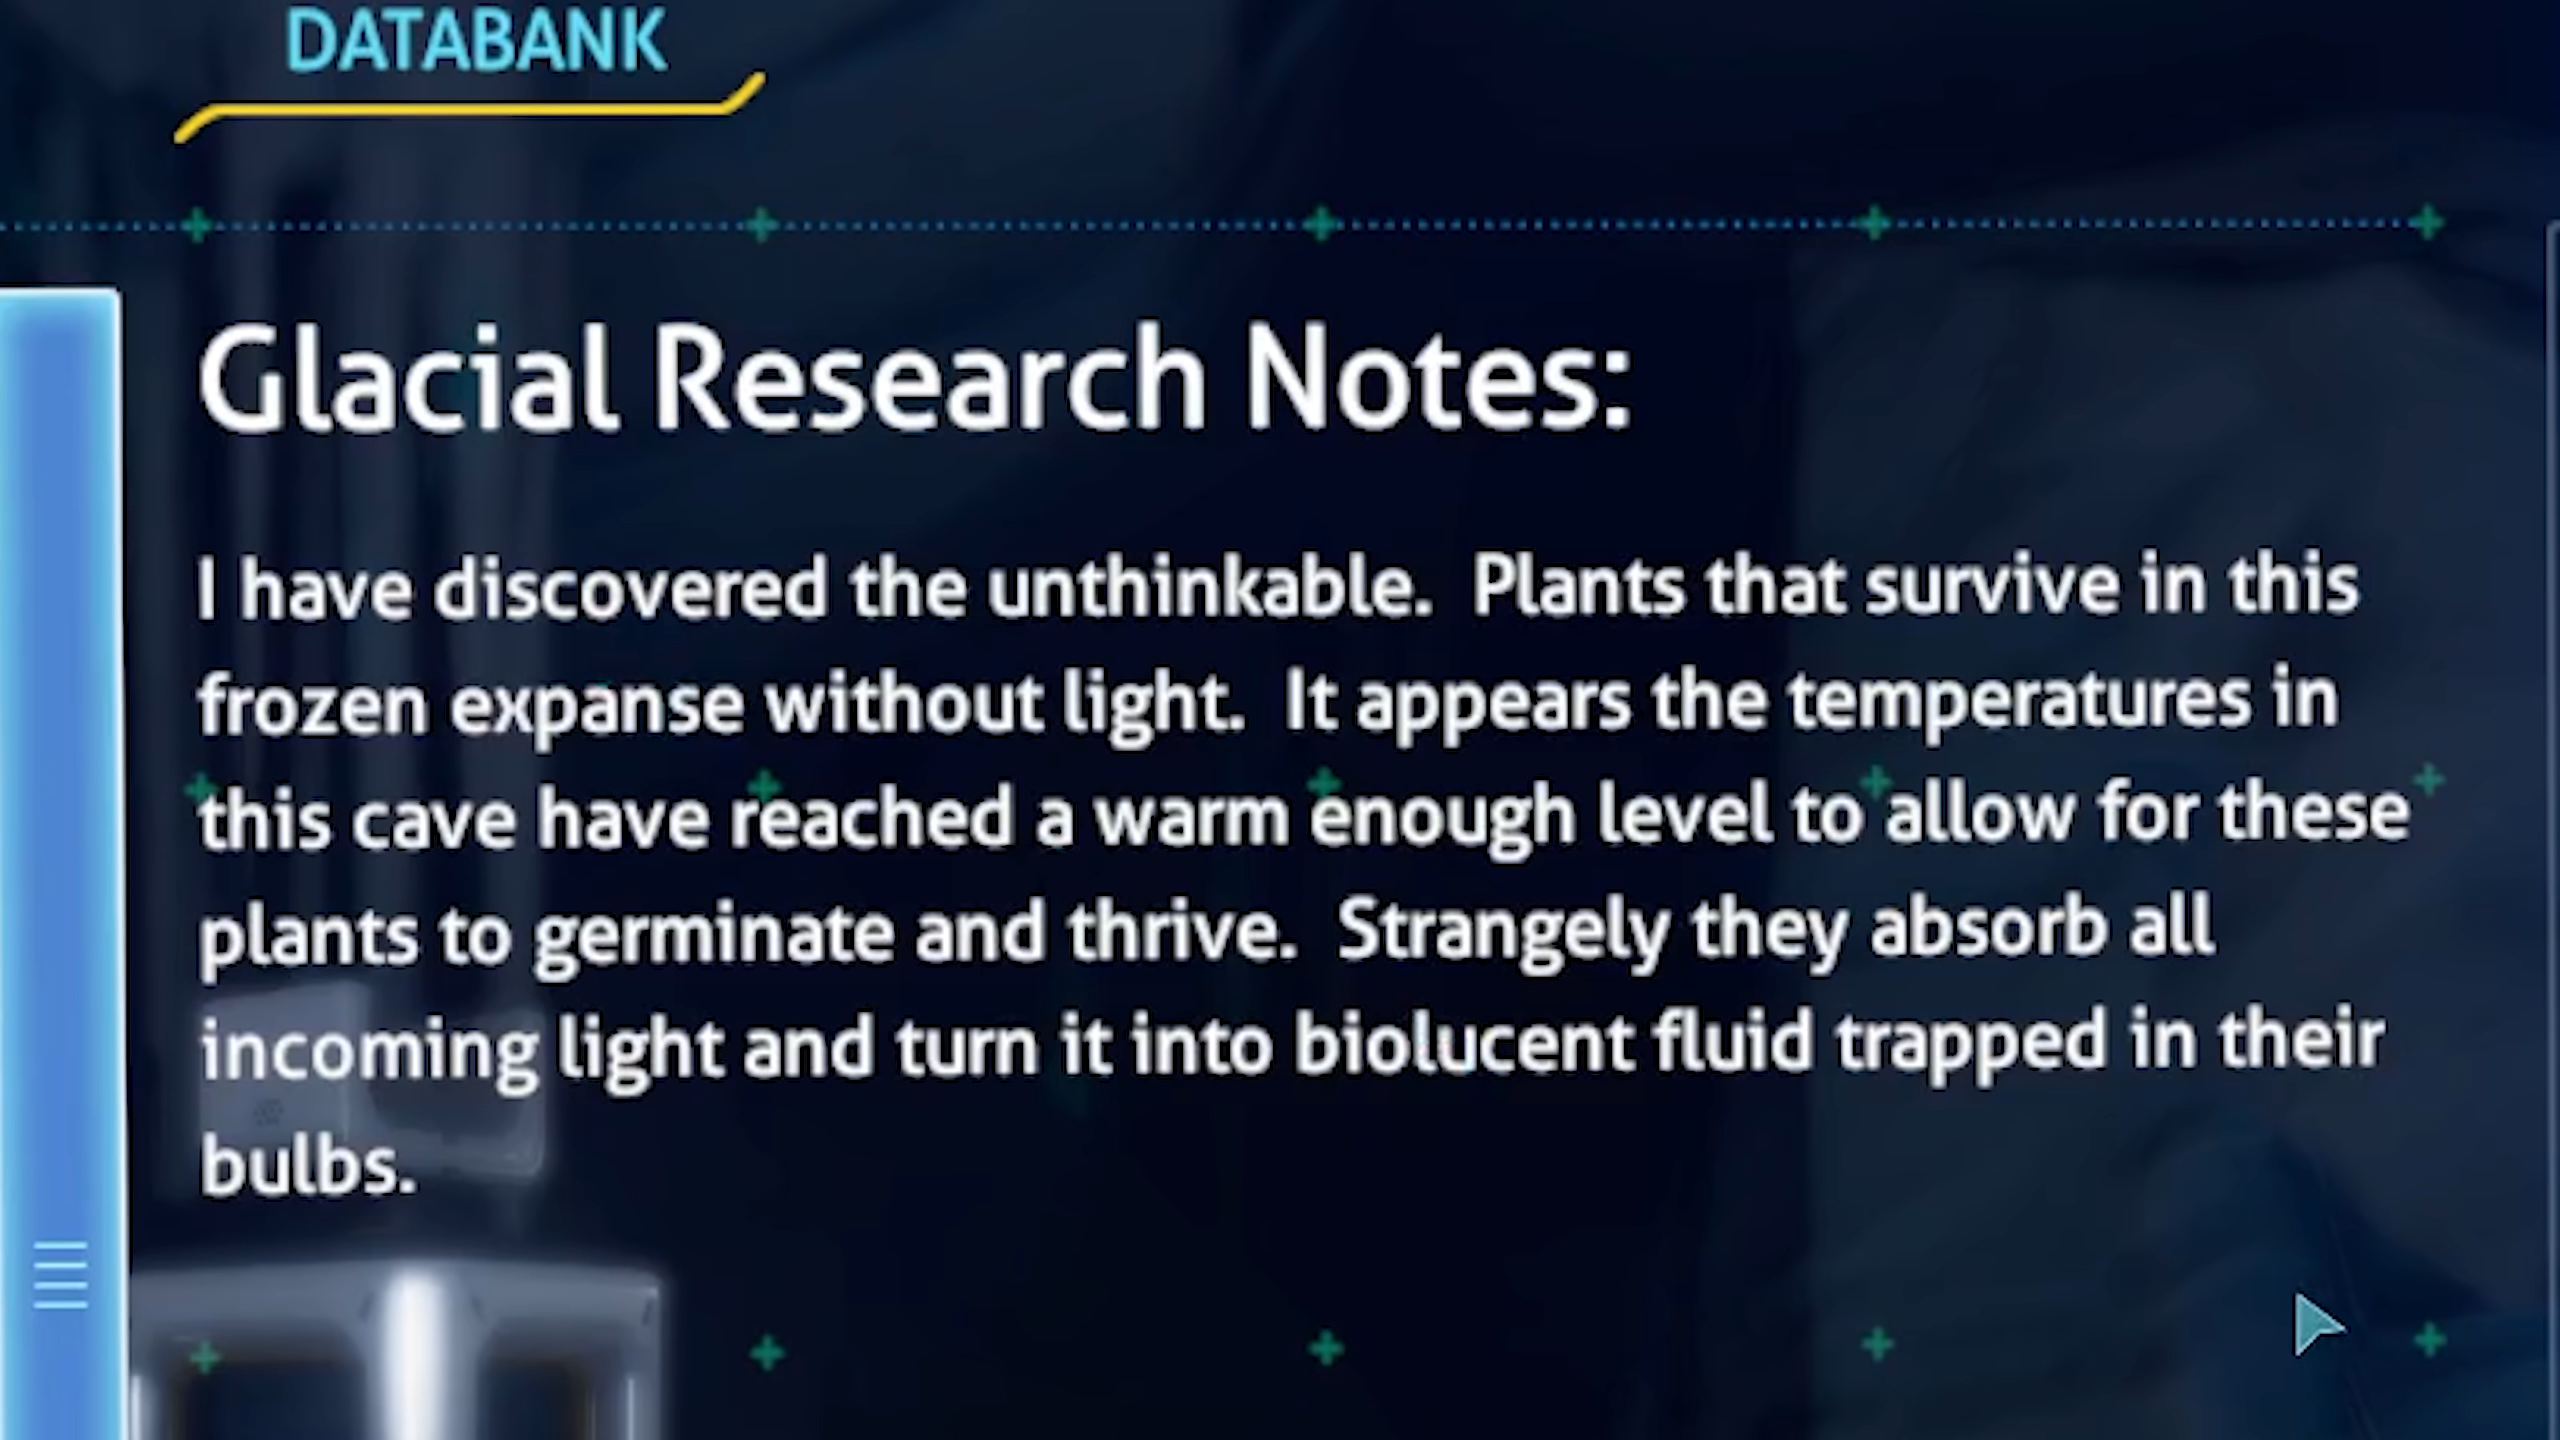 DATABANK
Glacial Research Notes:
I have discovered the unthinkable.  Plants that survive in this
frozen expanse without light.  It appears the temperatures in
this cave have reached a warm enough level to allow for these
plants to germinate and thrive.  Strangely they absorb all
incoming light and turn it into biolucent fluid trapped in their
bulbs.